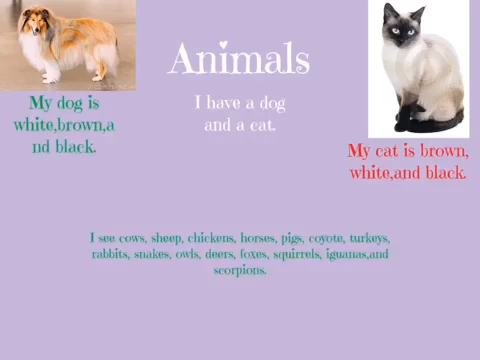 Animals
My dog is
white,brown,a
nd black.
I have a dog
and a cat.
My cat is brown,
white,and black.
I see cows, sheep, chickens, horses, pigs, coyote, turkeys,
rabbits, snakes, owls, deers, foxes, squirrels, iguanas,and
scorpions.